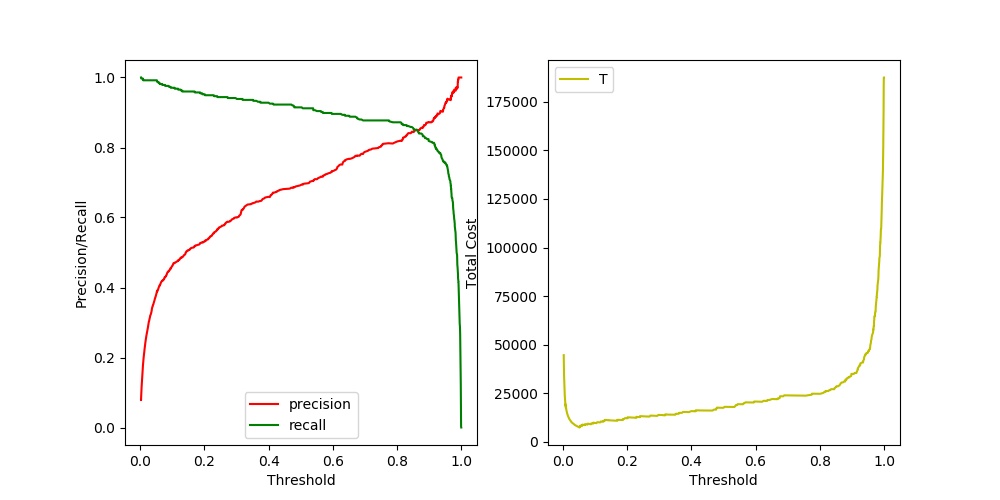 1.0
0.8
0.6
0.4
0.2
0.0
Precision/Recall
precision
recall
0.0 0.2 0.4 0.6 0.8 1.0
Threshold
T
175000
150000
125000
100000
75000
50000
25000
0
Total Cost
0.0 0.2 0.4 0.6 0.8 1.0
Threshold